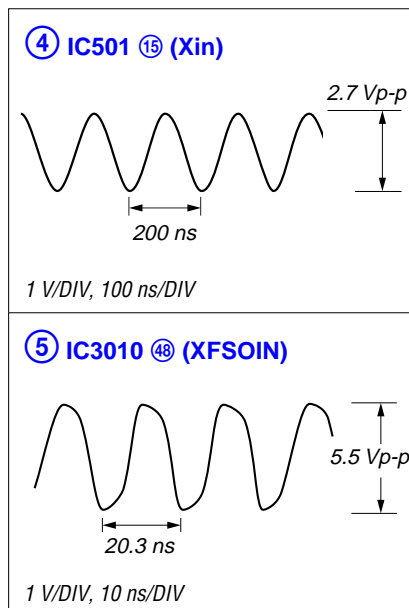 ④ IC501 ⑮ (Xin)
2.7 Vp-p
200 ns
1 V/DIV, 100 ns/DIV
⑤ IC3010 ㊽ (XFSOIN)
5.5 Vp-p
20.3 ns
1 V/DIV, 10 ns/DIV